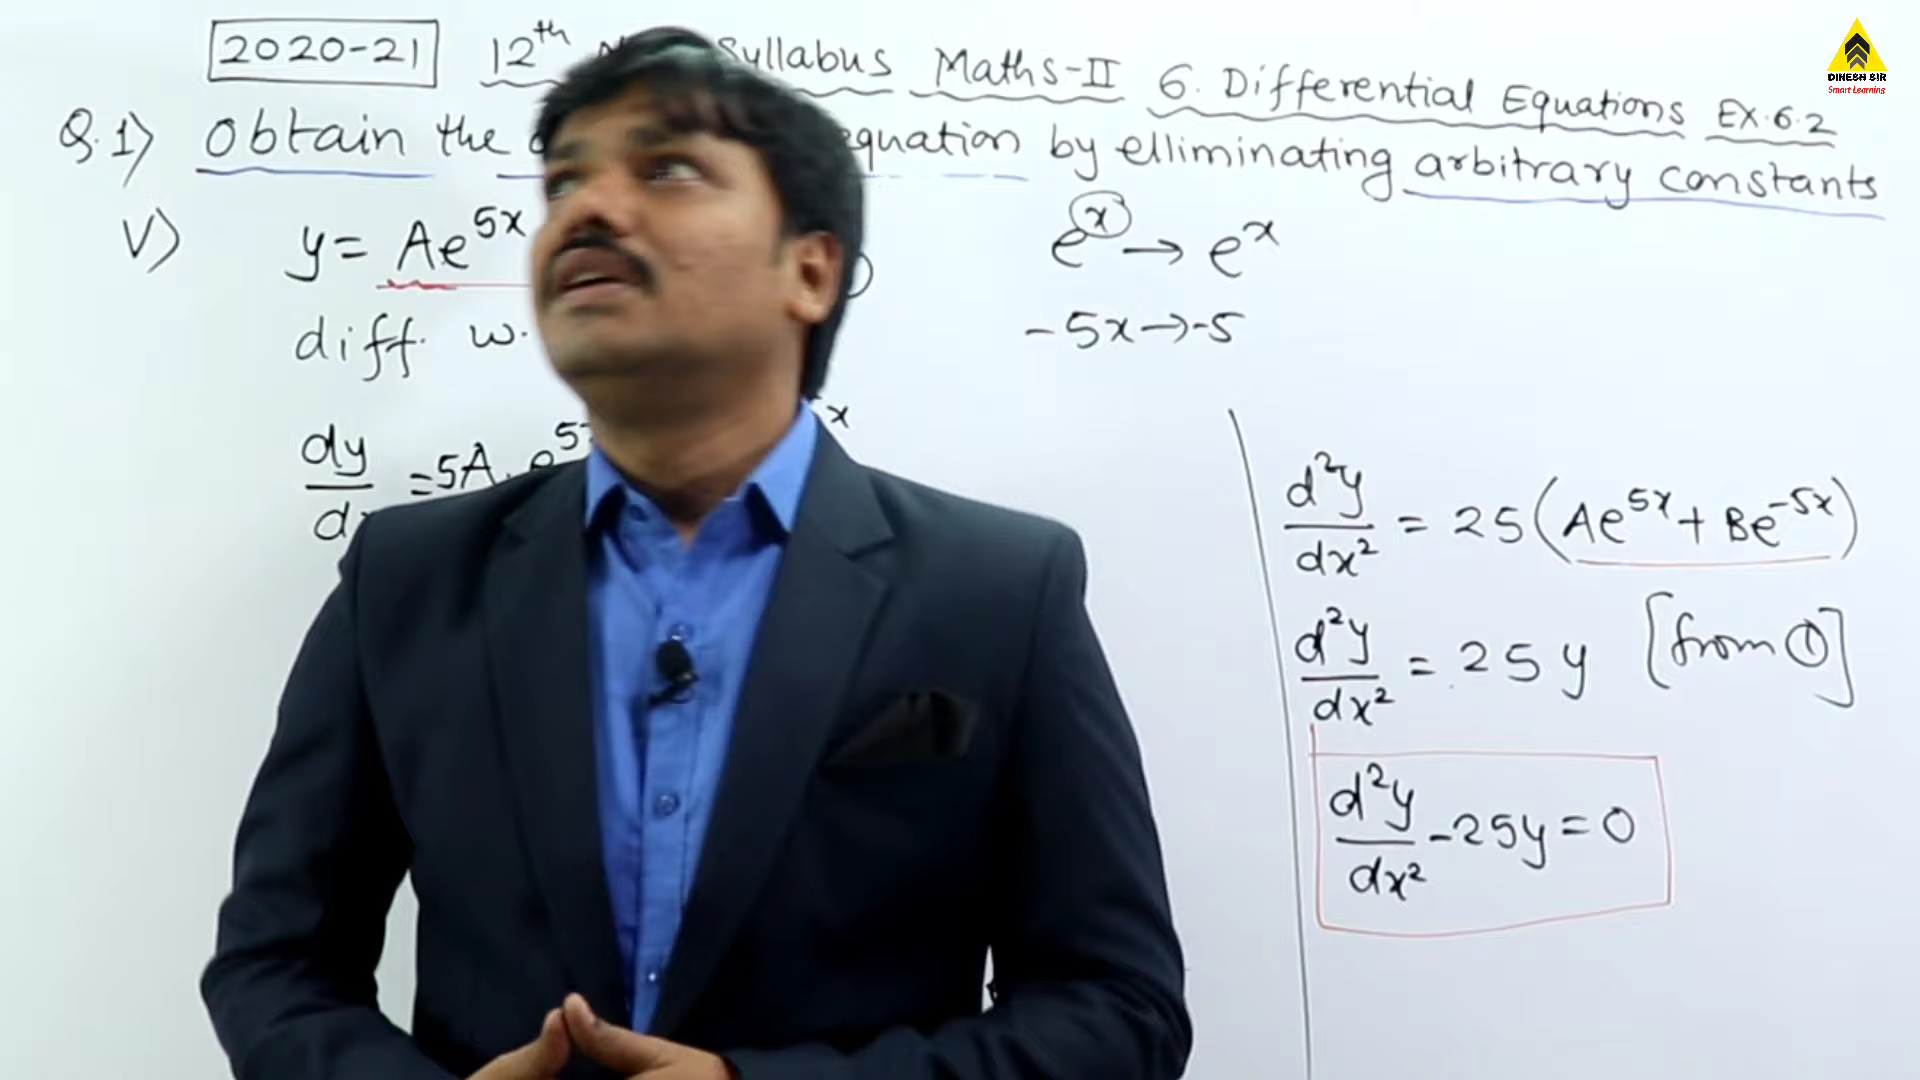 2020-21 12th Syllabus Maths-II 6. Differential Equations EX.6.2
Q.1) Obtain the equation by elliminating arbitrary constants
V) y = Ae^5x
e^x → e^x
diff. w.
-5x → -5
dy/dx = 5A. e^5x
d²y/dx² = 25 (Ae^5x + Be^-5x)
d²y/dx² = 25y [from ①]
d²y/dx² - 25y = 0
DINESH SIR
Smart Learning